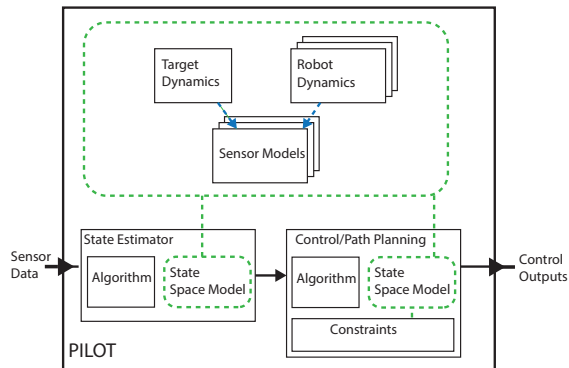 Target
Dynamics
Robot
Dynamics
Sensor Models
State Estimator
Control/Path Planning
Sensor
Data
Algorithm
State
Space Model
Algorithm
State
Space Model
Control
Outputs
Constraints
PILOT